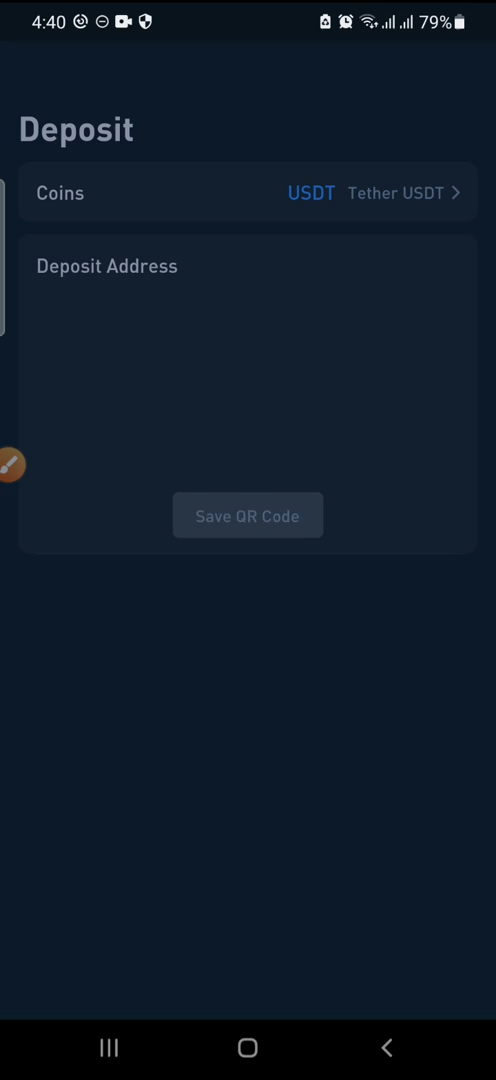 4:40 79%
Deposit
Coins USDT Tether USDT
Deposit Address
Save QR Code